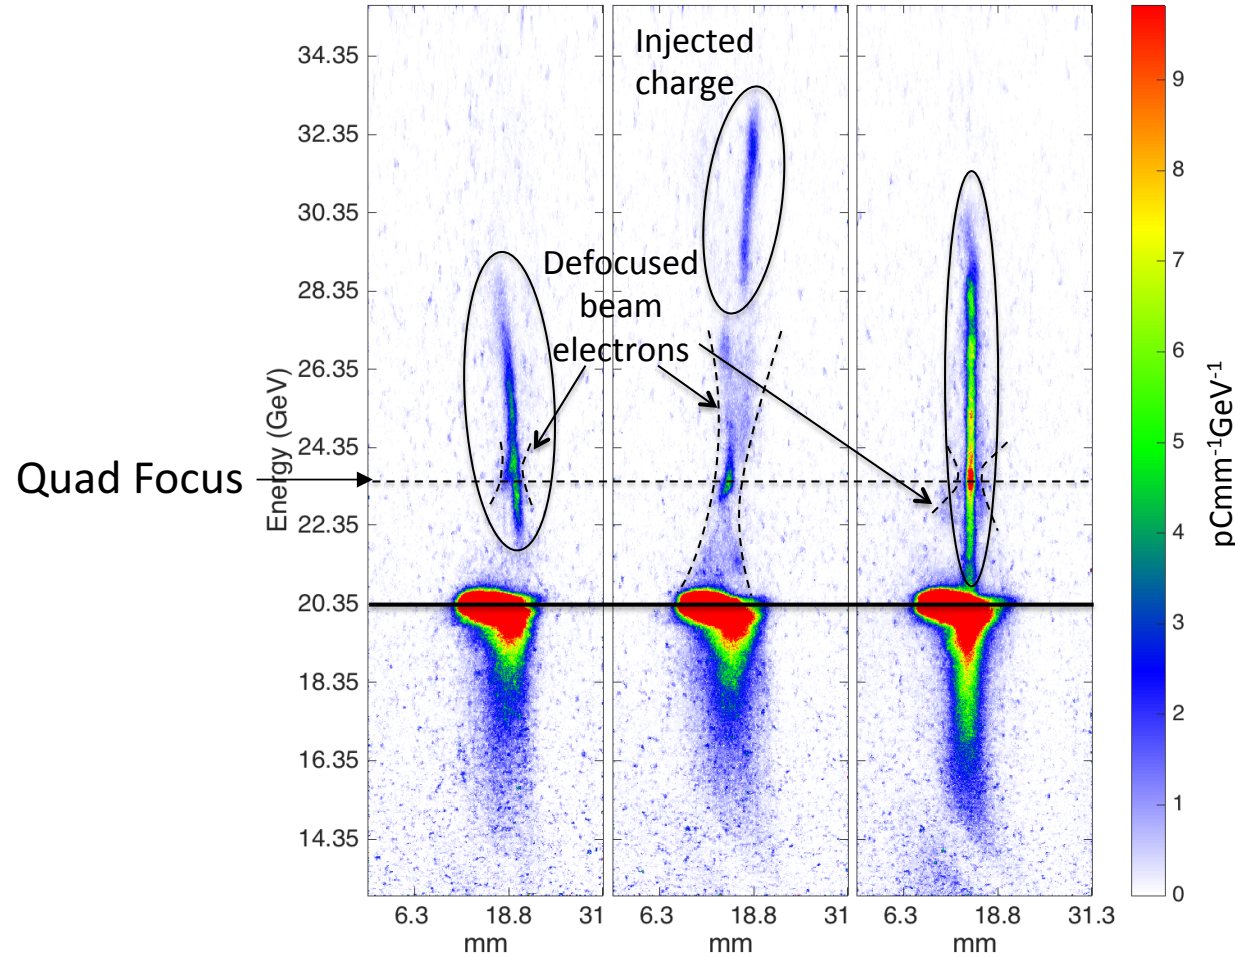 Injected
charge
Defocused
beam
electrons
Quad Focus
Energy (GeV)
34.35
32.35
30.35
28.35
26.35
24.35
22.35
20.35
18.35
16.35
14.35
6.3 18.8 31
mm
6.3 18.8 31
mm
6.3 18.8 31.3
mm
9
8
7
6
5
4
3
2
1
0
pCmm-1GeV-1